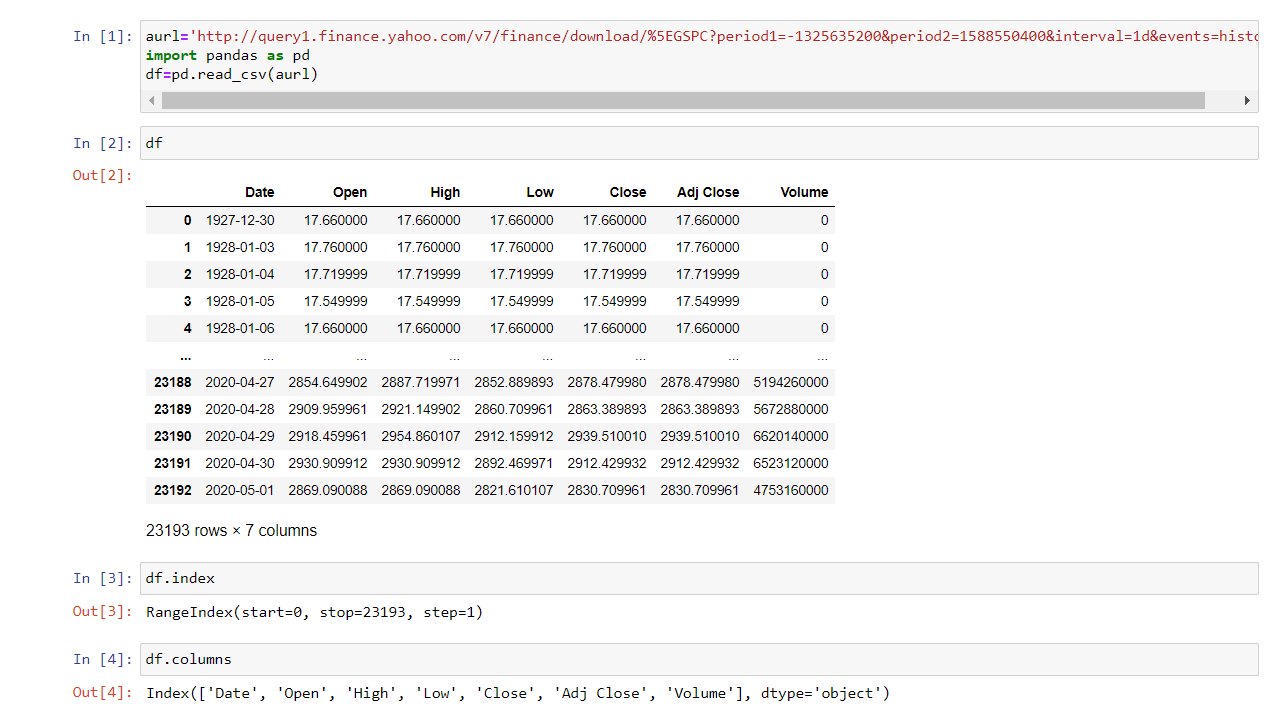 In [1]: aurl='http://query1.finance.yahoo.com/v7/finance/download/%5EGSPC?period1=-1325635200&period2=1588550400&interval=1d&events=histo
import pandas as pd
df=pd.read_csv(aurl)
In [2]: df
Out[2]:
Date Open High Low Close Adj Close Volume
0 1927-12-30 17.660000 17.660000 17.660000 17.660000 17.660000 0
1 1928-01-03 17.760000 17.760000 17.760000 17.760000 17.760000 0
2 1928-01-04 17.719999 17.719999 17.719999 17.719999 17.719999 0
3 1928-01-05 17.549999 17.549999 17.549999 17.549999 17.549999 0
4 1928-01-06 17.660000 17.660000 17.660000 17.660000 17.660000 0
... ... ... ... ... ... ... ...
23188 2020-04-27 2854.649902 2887.719971 2852.889893 2878.479980 2878.479980 5194260000
23189 2020-04-28 2909.959961 2921.149902 2860.709961 2863.389893 2863.389893 5672880000
23190 2020-04-29 2918.459961 2954.860107 2912.159912 2939.510010 2939.510010 6620140000
23191 2020-04-30 2930.909912 2930.909912 2892.469971 2912.429932 2912.429932 6523120000
23192 2020-05-01 2869.090088 2869.090088 2821.610107 2830.709961 2830.709961 4753160000
23193 rows × 7 columns
In [3]: df.index
Out[3]: RangeIndex(start=0, stop=23193, step=1)
In [4]: df.columns
Out[4]: Index(['Date', 'Open', 'High', 'Low', 'Close', 'Adj Close', 'Volume'], dtype='object')